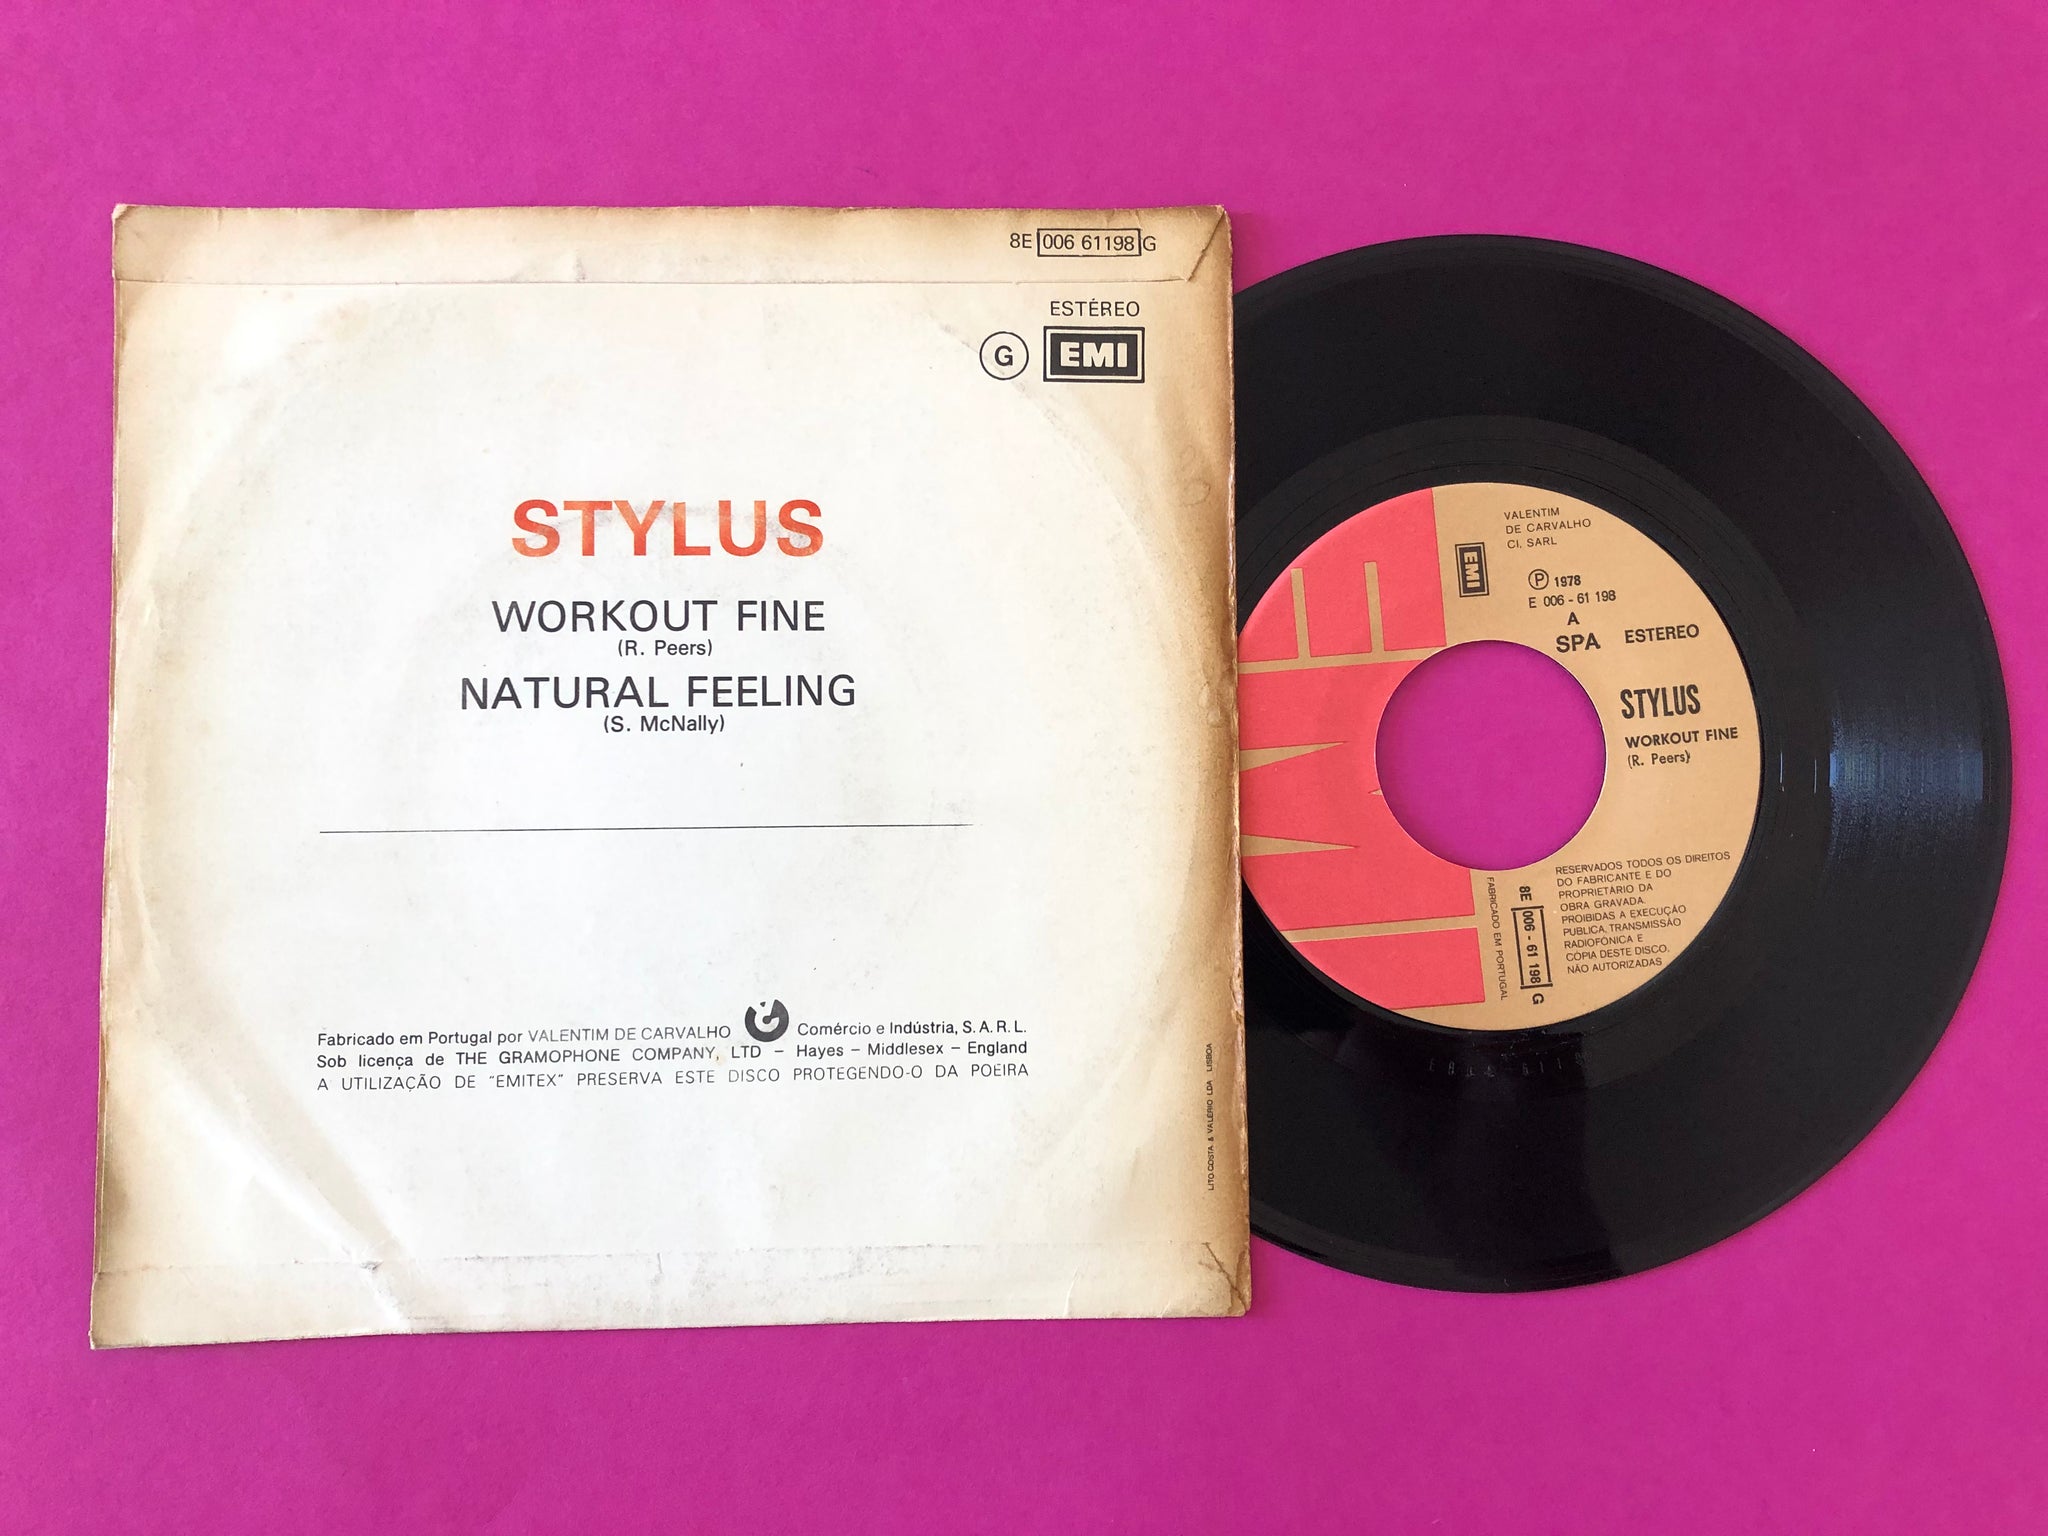 8E 006 61198 G
ESTÉREO
G EMI
STYLUS
WORKOUT FINE
(R. Peers)
NATURAL FEELING
(S. McNally)
Fabricado em Portugal por VALENTIM DE CARVALHO Comércio e Indústria, S.A.R.L.
Sob licença de THE GRAMOPHONE COMPANY, LTD – Hayes – Middlesex – England
A UTILIZAÇÃO DE "EMITEX" PRESERVA ESTE DISCO PROTEGENDO-O DA POEIRA
LITO.COSTA & VALÉRIO LDA LISBOA
EMI
EMI
VALENTIM
DE CARVALHO
CI, SARL
Ⓟ 1978
E 006 - 61 198
A
SPA ESTEREO
STYLUS
WORKOUT FINE
(R. Peers)
RESERVADOS TODOS OS DIREITOS
DO FABRICANTE E DO
PROPRIETÁRIO DA
OBRA GRAVADA.
PROIBIDAS A EXECUÇÃO
PUBLICA, TRANSMISSÃO
RADIOFÓNICA E
CÓPIA DESTE DISCO,
NÃO AUTORIZADAS
8E 006 - 61 198 G
FABRICADO EM PORTUGAL